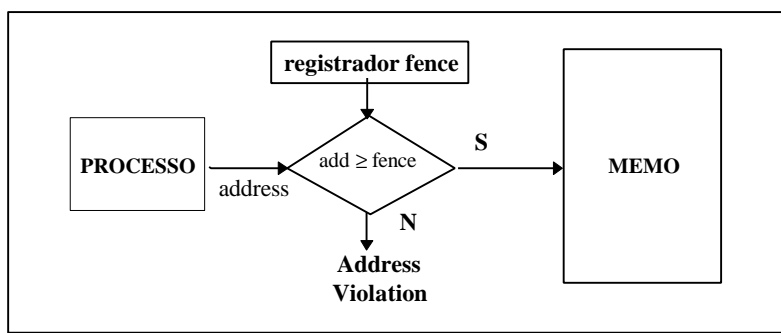 registrador fence
PROCESSO
address
add ≥ fence
S
MEMO
N
Address
Violation